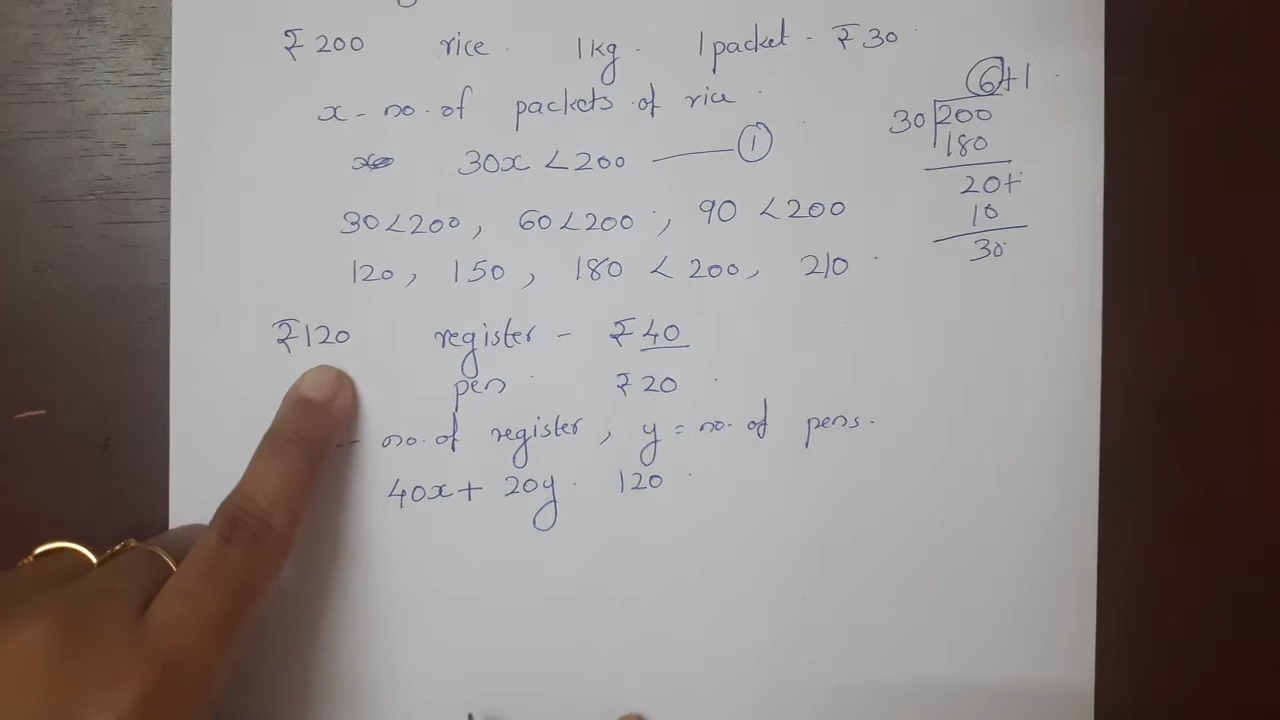 ₹200 rice. 1kg. 1packet - ₹30.
x - no. of packets of rice.
30x < 200 —— ①
30<200, 60<200, 90<200
120, 150, 180 < 200, 210.
6+1
30 200
180
20+
10
30
₹120 register - ₹40
pen ₹20.
-- no. of register, y = no. of pens.
40x + 20y. 120.